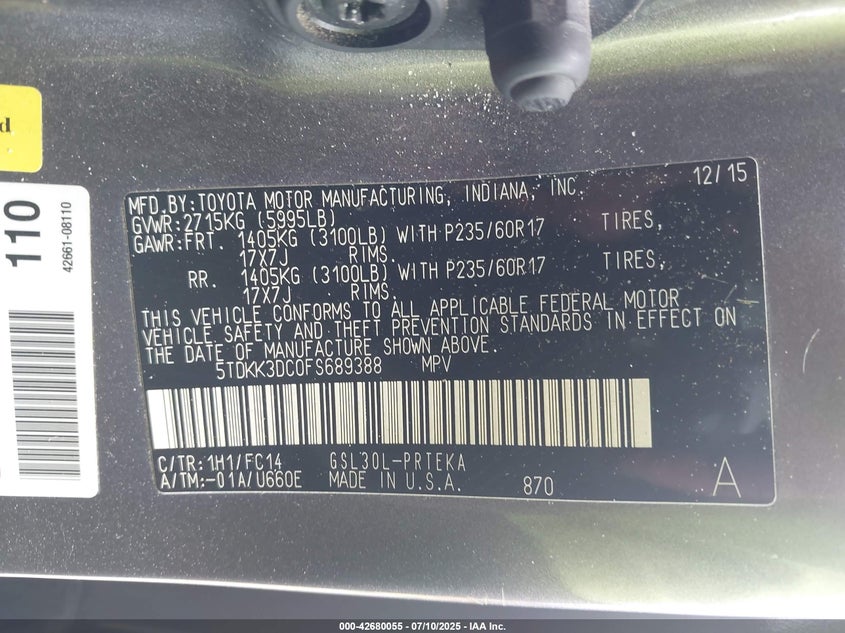 d
110
42661-08110
MFD.BY:TOYOTA MOTOR MANUFACTURING, INDIANA, INC. 12/15
GVWR:2715KG (5995LB)
GAWR:FRT. 1405KG (3100LB) WITH P235/60R17 TIRES,
17X7J RIMS.
RR. 1405KG (3100LB) WITH P235/60R17 TIRES,
17X7J RIMS.
THIS VEHICLE CONFORMS TO ALL APPLICABLE FEDERAL MOTOR
VEHICLE SAFETY AND THEFT PREVENTION STANDARDS IN EFFECT ON
THE DATE OF MANUFACTURE SHOWN ABOVE.
5TDKK3DC0FS689388 MPV
C/TR:1H1/FC14 GSL30L-PRTEKA
A/TM:-01A/U660E MADE IN U.S.A. 870 A
000-42680055 - 07/10/2025 - IAA Inc.